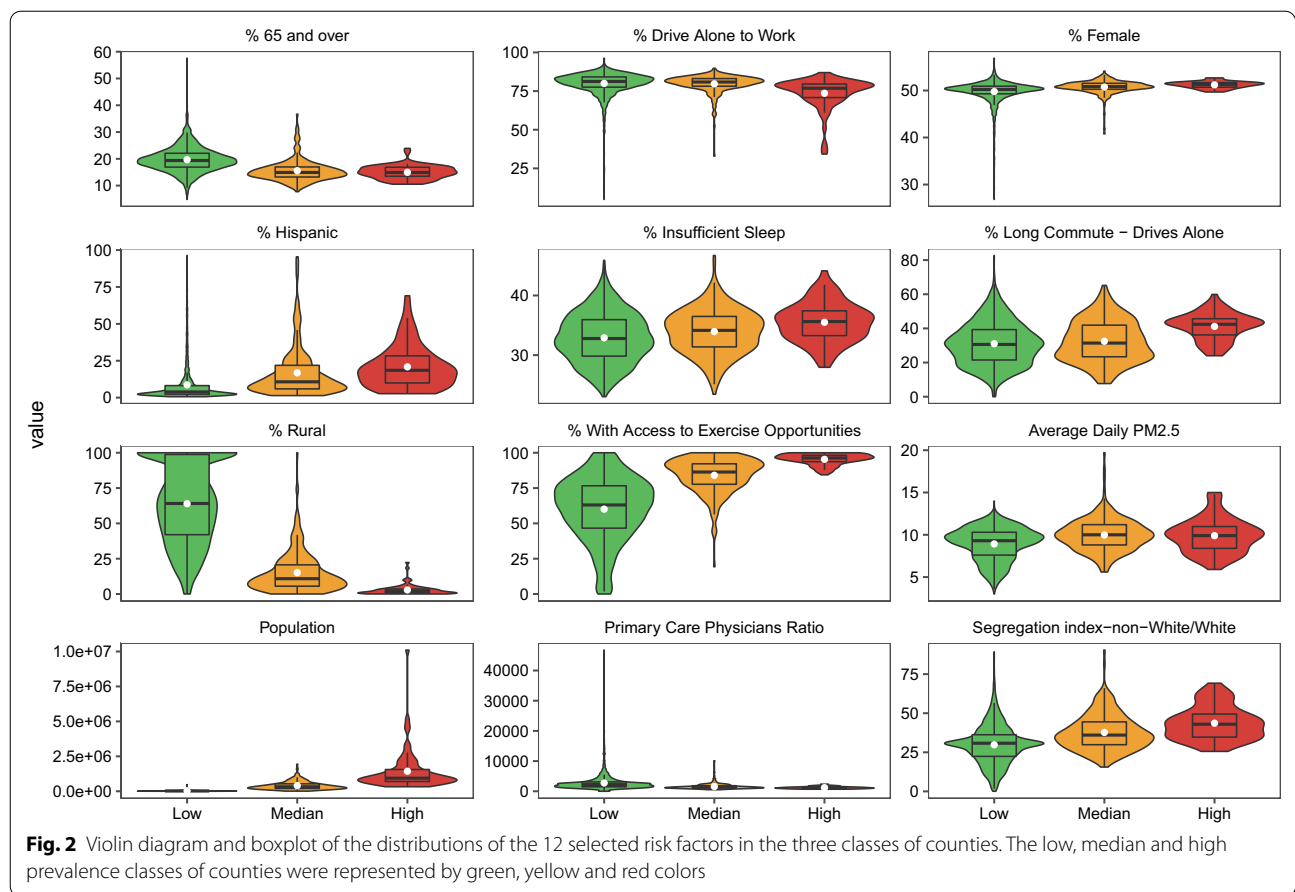 % 65 and over
% Drive Alone to Work
% Female
60
50
40
30
20
10
100
75
50
25
50
40
30
% Hispanic
% Insufficient Sleep
% Long Commute − Drives Alone
100
75
50
25
0
40
30
80
60
40
20
0
value
% Rural
% With Access to Exercise Opportunities
Average Daily PM2.5
100
75
50
25
0
100
75
50
25
0
20
15
10
5
Population
Primary Care Physicians Ratio
Segregation index−non−White/White
1.0e+07
7.5e+06
5.0e+06
2.5e+06
0.0e+00
40000
30000
20000
10000
0
75
50
25
0
Low Median High
Low Median High
Low Median High
Fig. 2 Violin diagram and boxplot of the distributions of the 12 selected risk factors in the three classes of counties. The low, median and high
prevalence classes of counties were represented by green, yellow and red colors